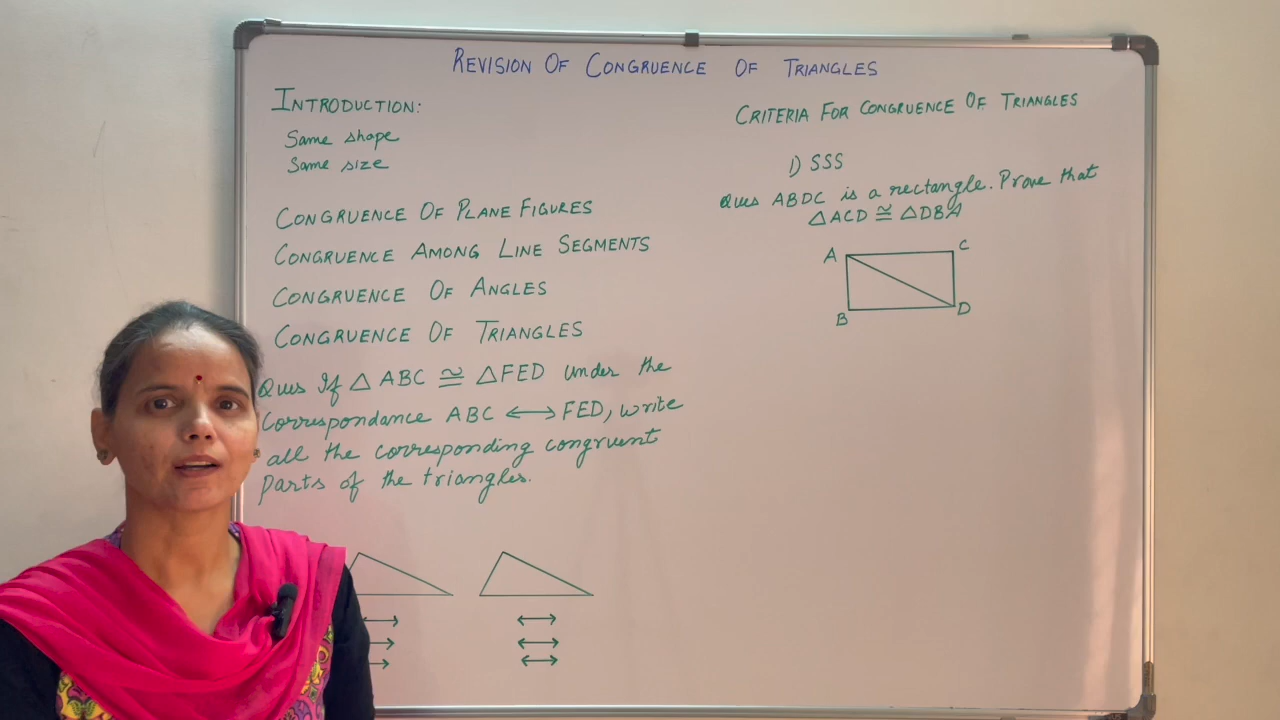 REVISION OF CONGRUENCE OF TRIANGLES
INTRODUCTION:
Same shape
Same size
CONGRUENCE OF PLANE FIGURES
CONGRUENCE AMONG LINE SEGMENTS
CONGRUENCE OF ANGLES
CONGRUENCE OF TRIANGLES
Ques If △ ABC ≅ △FED under the
correspondance ABC ↔ FED, write
all the corresponding congruent
parts of the triangles.
CRITERIA FOR CONGRUENCE OF TRIANGLES
1) SSS
Ques ABDC is a rectangle. Prove that
△ACD ≅ △DBA
A C
B D